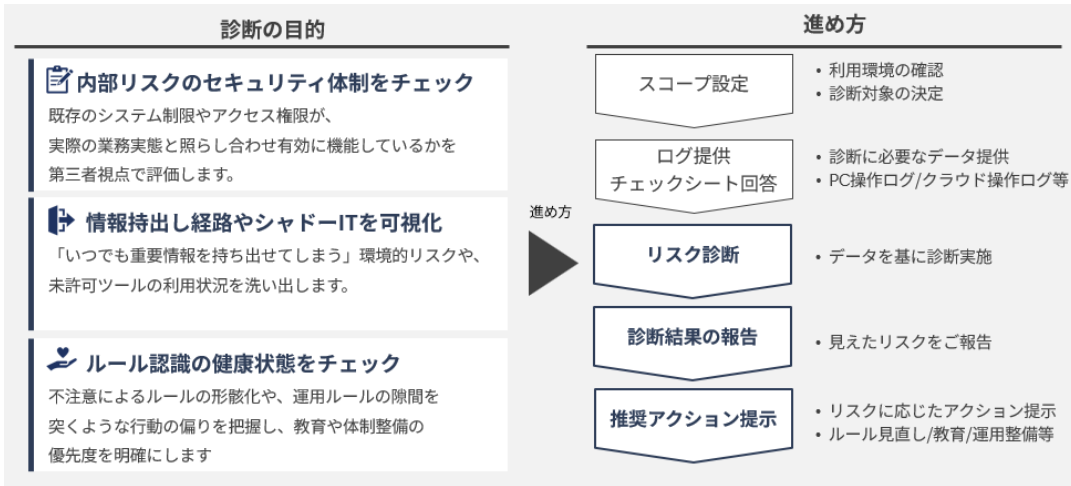 診断の目的
内部リスクのセキュリティ体制をチェック
既存のシステム制限やアクセス権限が、
実際の業務実態と照らし合わせ有効に機能しているかを
第三者視点で評価します。
情報持出し経路やシャドーITを可視化
「いつでも重要情報を持ち出せてしまう」環境的リスクや、
未許可ツールの利用状況を洗い出します。
ルール認識の健康状態をチェック
不注意によるルールの形骸化や、運用ルールの隙間を
突くような行動の偏りを把握し、教育や体制整備の
優先度を明確にします
進め方
進め方
スコープ設定
・利用環境の確認
・診断対象の決定
ログ提供
チェックシート回答
・診断に必要なデータ提供
・PC操作ログ/クラウド操作ログ等
リスク診断
・データを基に診断実施
診断結果の報告
・見えたリスクをご報告
推奨アクション提示
・リスクに応じたアクション提示
・ルール見直し/教育/運用整備等